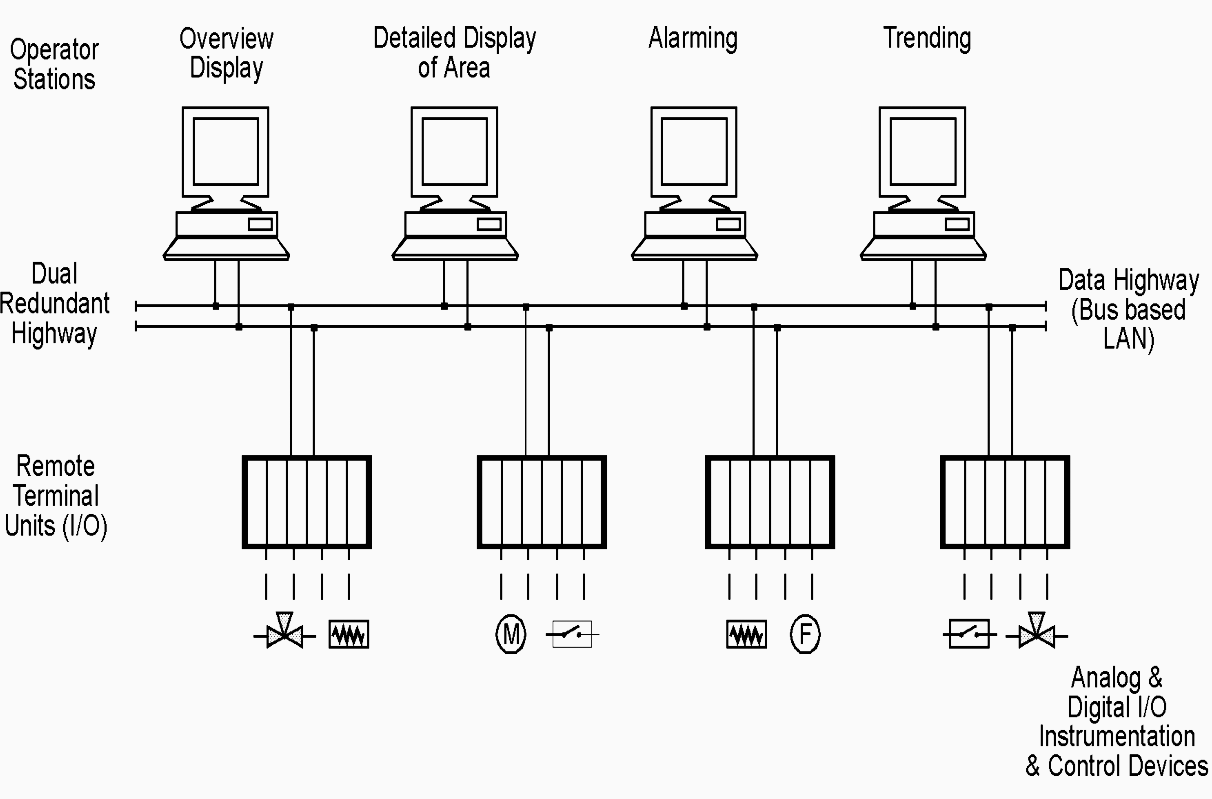 Operator
Stations
Overview
Display
Detailed Display
of Area
Alarming
Trending
Dual
Redundant
Highway
Data Highway
(Bus based
LAN)
Remote
Terminal
Units (I/O)
M
F
Analog &
Digital I/O
Instrumentation
& Control Devices